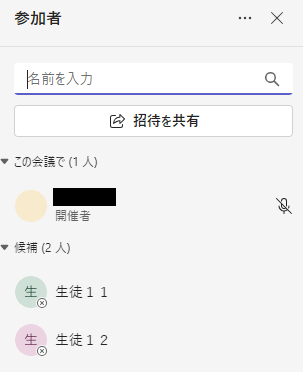 参加者
名前を入力
招待を共有
この会議で (1 人)
開催者
候補 (2 人)
生 生徒１１
生 生徒１２